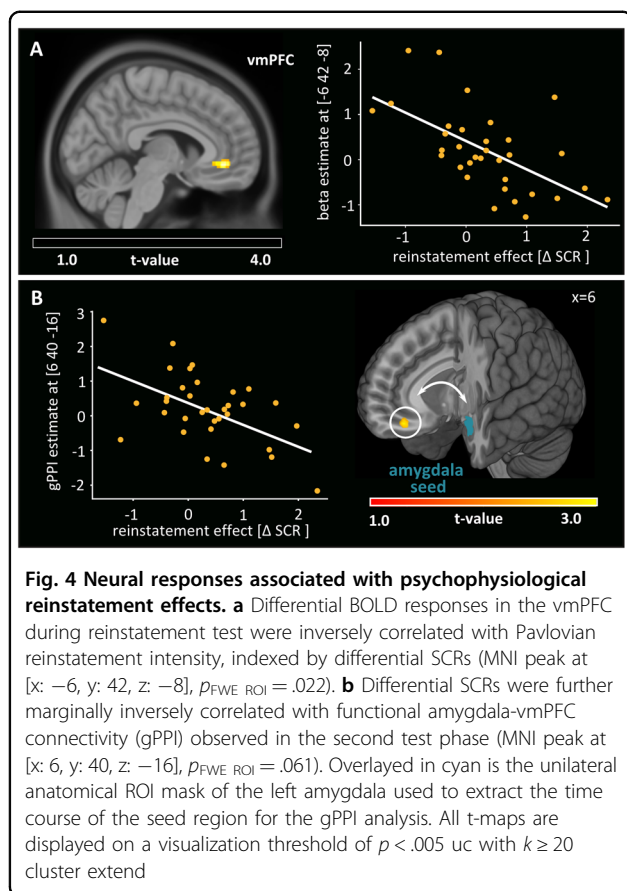 A
vmPFC
1.0 t-value 4.0
beta estimate at [-6 42 -8]
2
1
0
-1
-1 0 1 2
reinstatement effect [Δ SCR ]
B
gPPI estimate at [6 40 -16]
3
2
1
0
-1
-2
-1 0 1 2
reinstatement effect [Δ SCR ]
x=6
amygdala
seed
1.0 t-value 3.0
Fig. 4 Neural responses associated with psychophysiological
reinstatement effects. a Differential BOLD responses in the vmPFC
during reinstatement test were inversely correlated with Pavlovian
reinstatement intensity, indexed by differential SCRs (MNI peak at
[x: −6, y: 42, z: −8], pFWE ROI = .022). b Differential SCRs were further
marginally inversely correlated with functional amygdala-vmPFC
connectivity (gPPI) observed in the second test phase (MNI peak at
[x: 6, y: 40, z: −16], pFWE ROI = .061). Overlayed in cyan is the unilateral
anatomical ROI mask of the left amygdala used to extract the time
course of the seed region for the gPPI analysis. All t-maps are
displayed on a visualization threshold of p < .005 uc with k ≥ 20
cluster extend